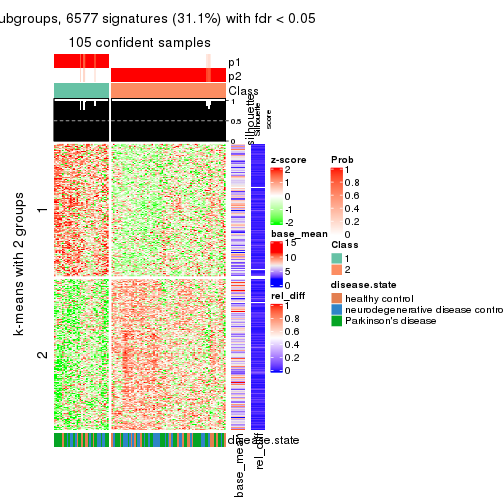 ubgroups, 6577 signatures (31.1%) with fdr < 0.05
105 confident samples
p1
p2
Class
1
0.5
0
silhouette
Silhouette
score
k-means with 2 groups
1
2
z-score
2
1
0
-1
-2
base_mean
15
10
5
0
rel_diff
1
0.8
0.6
0.4
0.2
0
Prob
1
0.8
0.6
0.4
0.2
0
Class
1
2
disease.state
healthy control
neurodegenerative disease contro
Parkinson's disease
disease.state
base_mean
rel_diff